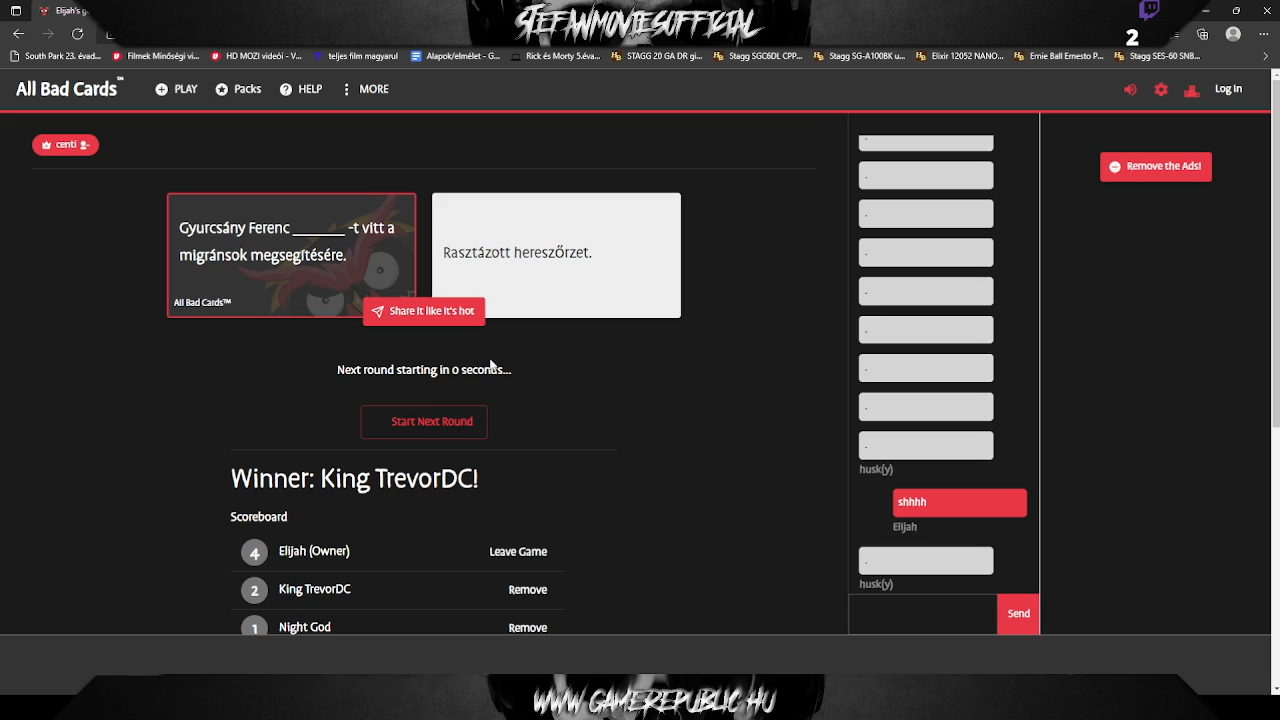 Elijah's g
STEFANMOVIESOFFICIAL
2
South Park 23. évad...
Filmek Minőségi vi...
HD MOZI videói - V...
teljes film magyarul
Alapok/elmélet - G...
Rick és Morty 5.éva...
STAGG 20 GA DR gi...
Stagg SGC6DL CPP...
Stagg SG-A100BK u...
Elixir 12052 NANO...
Ernie Ball Ernesto P...
Stagg SES-60 SNB...
All Bad Cards™
PLAY
Packs
HELP
MORE
Log In
centi
Remove the Ads!
Gyurcsány Ferenc ________ -t vitt a
migránsok megsegítésére.
All Bad Cards™
Rasztázott hereszőrzet.
Share it like it's hot
Next round starting in 0 seconds...
Start Next Round
Winner: King TrevorDC!
Scoreboard
4 Elijah (Owner) Leave Game
2 King TrevorDC Remove
1 Night God Remove
.
.
.
.
.
.
.
.
.
husk(y)
shhhh
Elijah
.
husk(y)
Send
WWW GAMEREPUBLIC HU